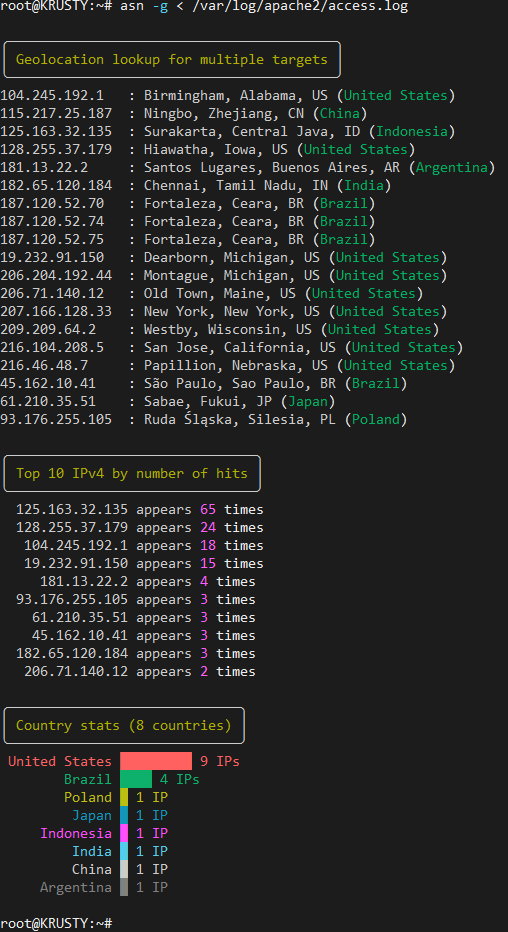 root@KRUSTY:~# asn -g < /var/log/apache2/access.log
Geolocation lookup for multiple targets
104.245.192.1 : Birmingham, Alabama, US (United States)
115.217.25.187 : Ningbo, Zhejiang, CN (China)
125.163.32.135 : Surakarta, Central Java, ID (Indonesia)
128.255.37.179 : Hiawatha, Iowa, US (United States)
181.13.22.2 : Santos Lugares, Buenos Aires, AR (Argentina)
182.65.120.184 : Chennai, Tamil Nadu, IN (India)
187.120.52.70 : Fortaleza, Ceara, BR (Brazil)
187.120.52.74 : Fortaleza, Ceara, BR (Brazil)
187.120.52.75 : Fortaleza, Ceara, BR (Brazil)
19.232.91.150 : Dearborn, Michigan, US (United States)
206.204.192.44 : Montague, Michigan, US (United States)
206.71.140.12 : Old Town, Maine, US (United States)
207.166.128.33 : New York, New York, US (United States)
209.209.64.2 : Westby, Wisconsin, US (United States)
216.104.208.5 : San Jose, California, US (United States)
216.46.48.7 : Papillion, Nebraska, US (United States)
45.162.10.41 : São Paulo, Sao Paulo, BR (Brazil)
61.210.35.51 : Sabae, Fukui, JP (Japan)
93.176.255.105 : Ruda Śląska, Silesia, PL (Poland)
Top 10 IPv4 by number of hits
125.163.32.135 appears 65 times
128.255.37.179 appears 24 times
104.245.192.1 appears 18 times
19.232.91.150 appears 15 times
181.13.22.2 appears 4 times
93.176.255.105 appears 3 times
61.210.35.51 appears 3 times
45.162.10.41 appears 3 times
182.65.120.184 appears 3 times
206.71.140.12 appears 2 times
Country stats (8 countries)
United States 9 IPs
Brazil 4 IPs
Poland 1 IP
Japan 1 IP
Indonesia 1 IP
India 1 IP
China 1 IP
Argentina 1 IP
root@KRUSTY:~#